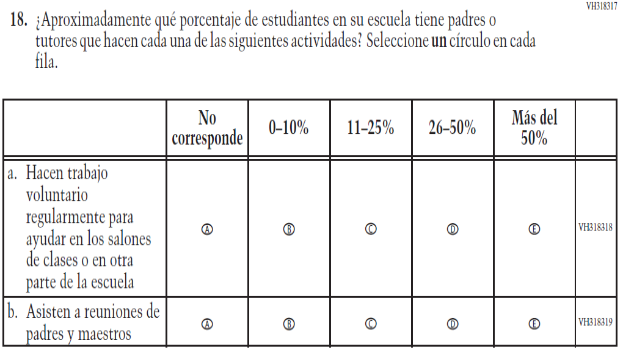 VH318317
18. ¿Aproximadamente qué porcentaje de estudiantes en su escuela tiene padres o
tutores que hacen cada una de las siguientes actividades? Seleccione un círculo en cada
fila.
No corresponde 0–10% 11–25% 26–50% Más del 50%
a. Hacen trabajo
voluntario
regularmente para
ayudar en los salones
de clases o en otra
parte de la escuela
A B C D E VH318318
b. Asisten a reuniones de
padres y maestros
A B C D E VH318319